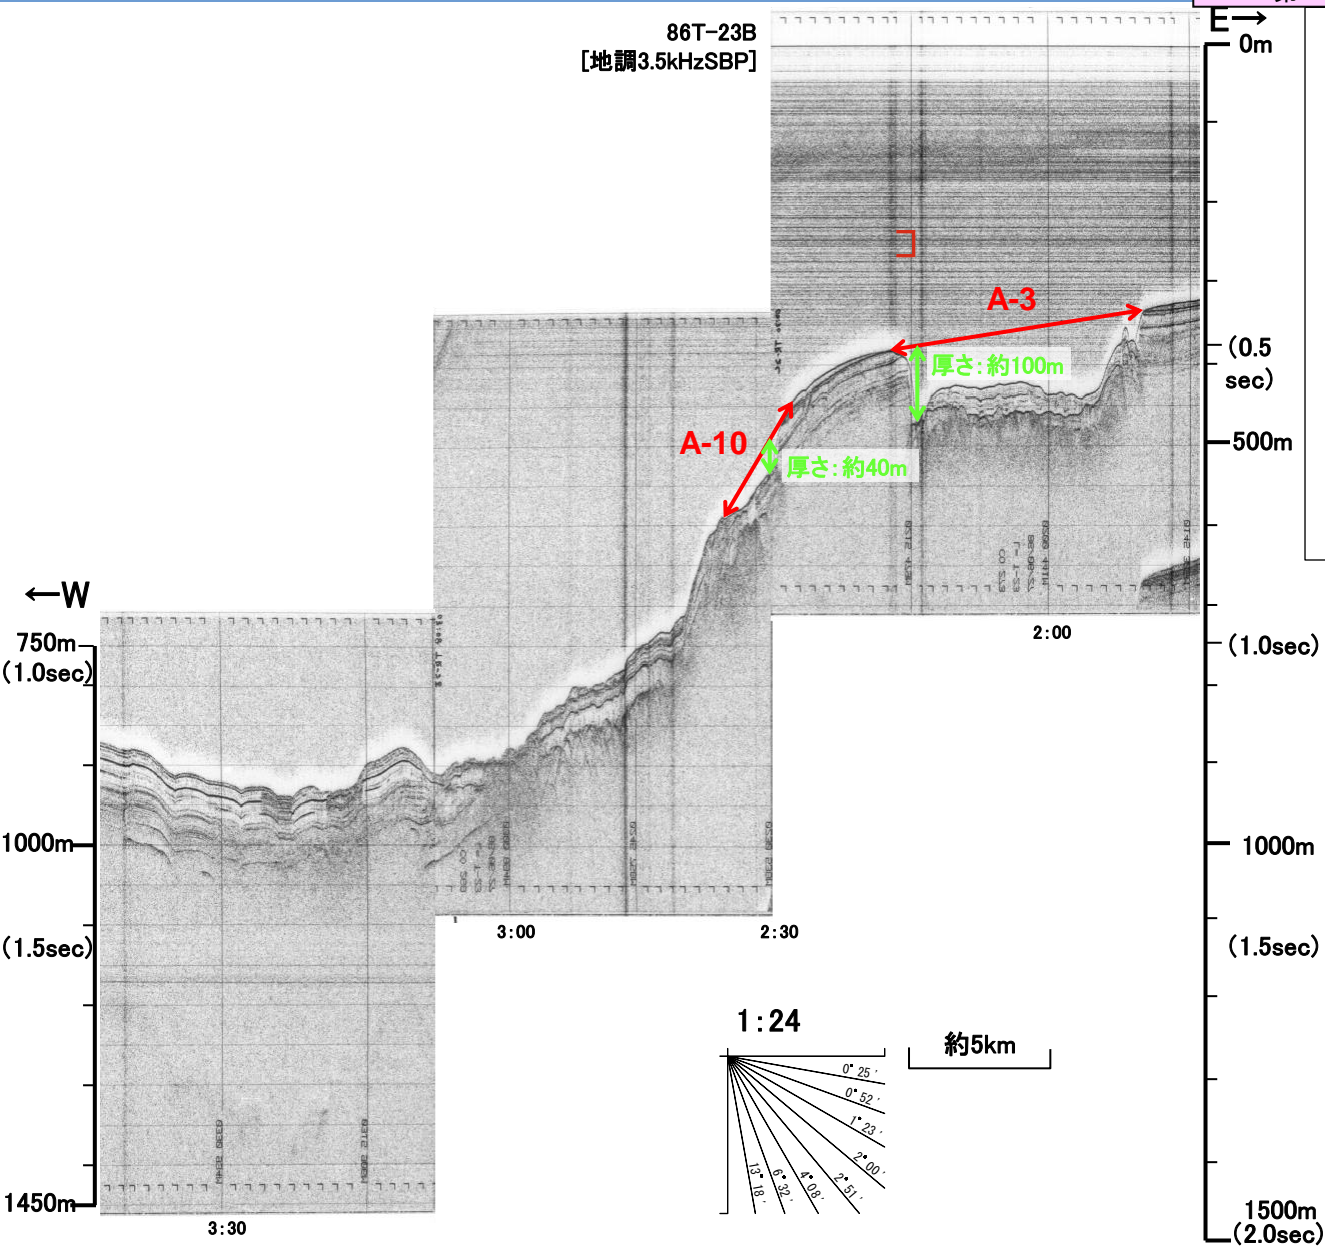 E→
0m
86T-23B
[地調3.5kHzSBP]
A-3
(0.5
sec)
厚さ:約100m
A-10
500m
厚さ:約40m
←W
2:00
750m
(1.0sec)
(1.0sec)
1000m
1000m
3:00
2:30
(1.5sec)
(1.5sec)
1:24
約5km
0°25′
0°52′
1°23′
2°00′
2°51′
4°08′
6°32′
13°18′
1450m
1500m
(2.0sec)
3:30